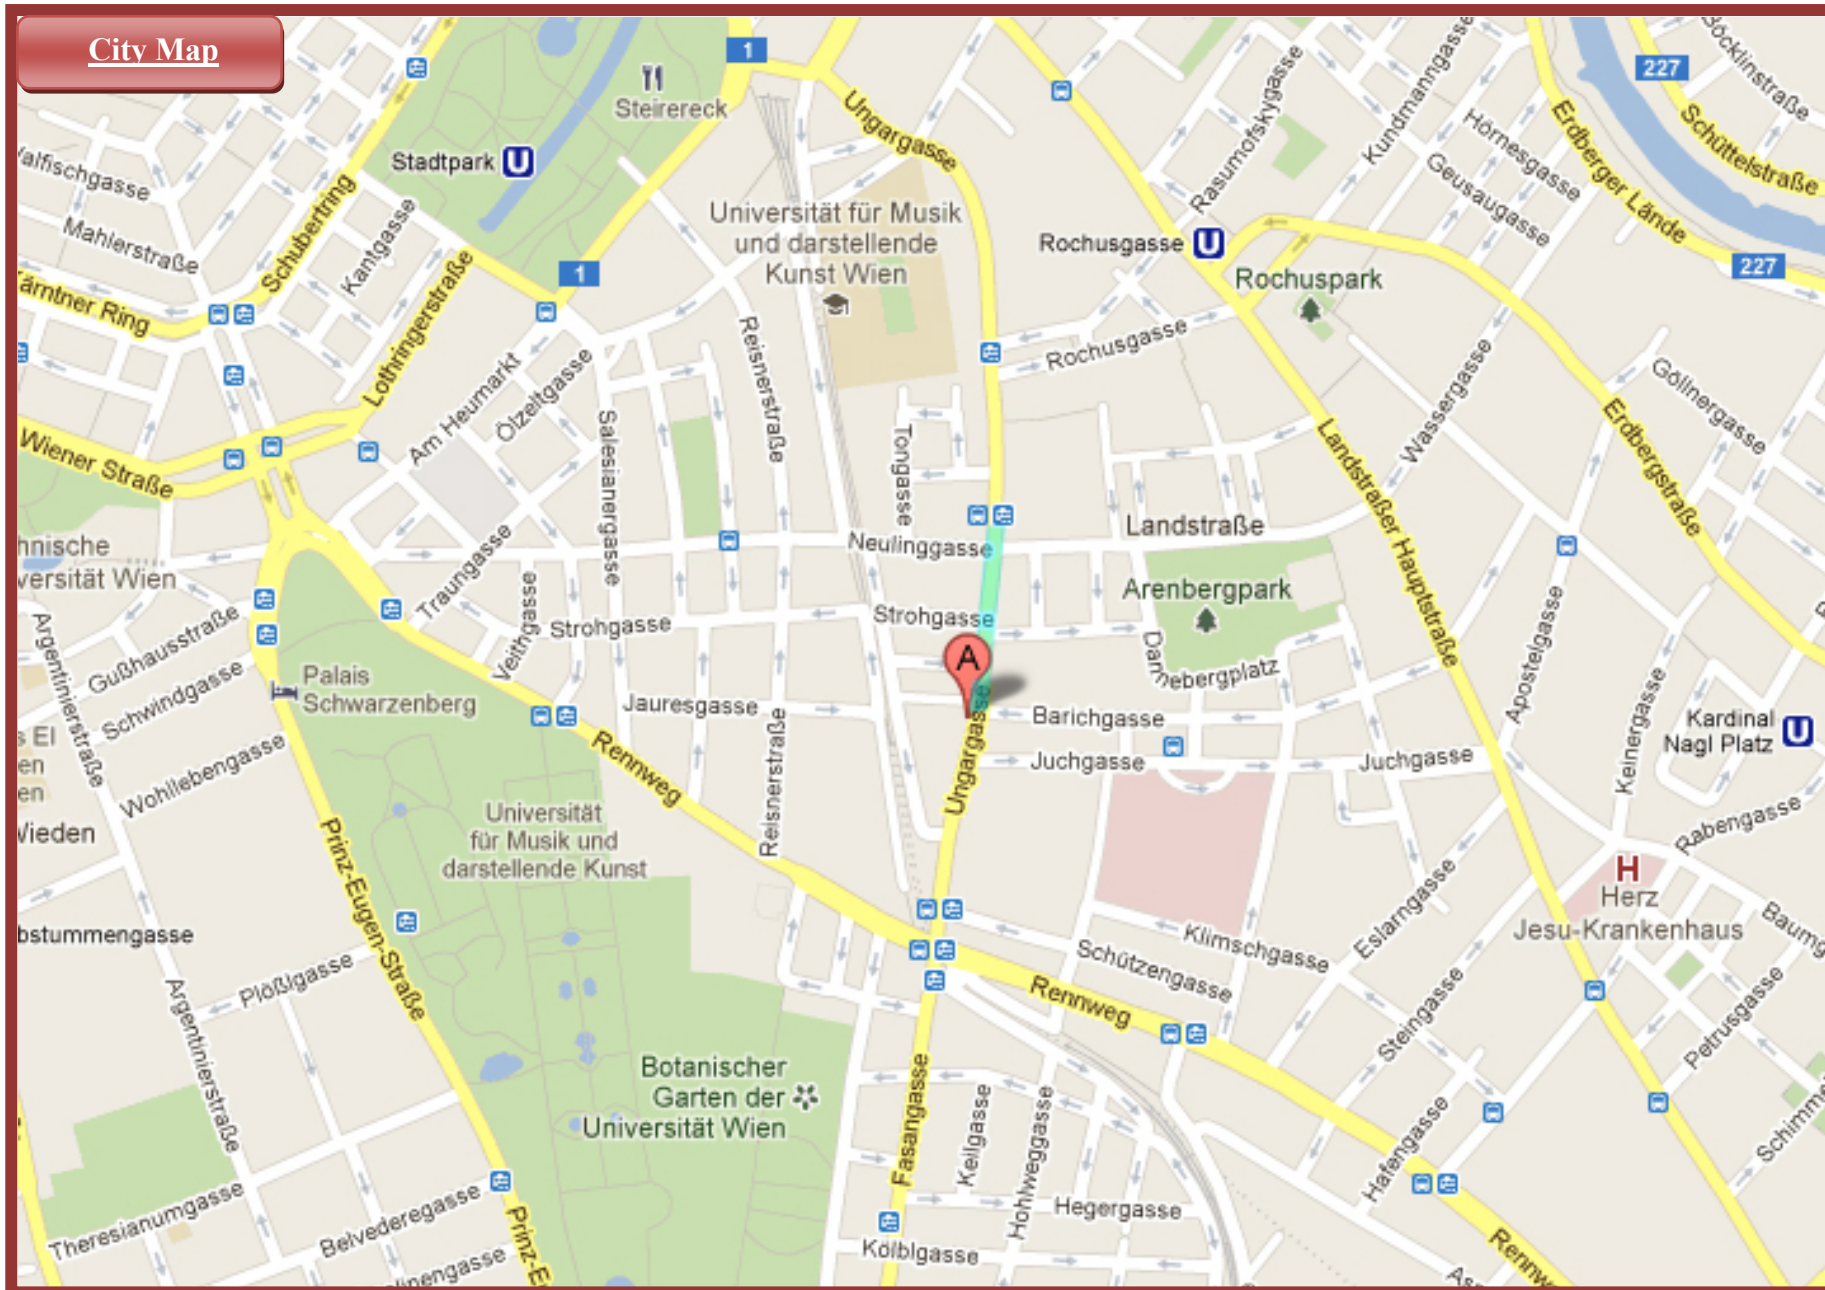 City Map
1
227
Steirereck
Ungargasse
Rasumofskygasse
Kundmanngasse
Böcklinstraße
Hörnesgasse
Erdberger Lände
Schüttelstraße
Stadtpark U
Geusaugasse
Mahlerstraße
Schubertring
Kantgasse
Universität für Musik
und darstellende
Kunst Wien
Rochusgasse U
227
1
Rochuspark
Lothringerstraße
Reisnerstraße
Rochusgasse
Am Heumarkt
Ölzeltgasse
Wassergasse
Göllnergasse
Wiener Straße
Salesianergasse
Tongasse
Landstraßer Hauptstraße
Erdbergstraße
Landstraße
Neulinggasse
Traungasse
Arenbergpark
Veithgasse
Strohgasse
Strohgasse
Argentinierstraße
Gußhausstraße
Schwindgasse
A
Apostelgasse
Palais
Schwarzenberg
Jauresgasse
Barichgasse
Keinergasse
Kardinal
Nagl Platz U
Wohllebengasse
Rennweg
Reisnerstraße
Ungargasse
Juchgasse
Juchgasse
Rabengasse
Universität
für Musik und
darstellende Kunst
Prinz-Eugen-Straße
H
Herz
Jesu-Krankenhaus
Klimschgasse
Eslarngasse
Schützengasse
Plößlgasse
Rennweg
Steingasse
Petrusgasse
Argentinierstraße
Botanischer
Garten der
Universität Wien
Fasangasse
Keilgasse
Hohlweggasse
Hafengasse
Theresianumgasse
Belvederegasse
Hegergasse
Kölblgasse